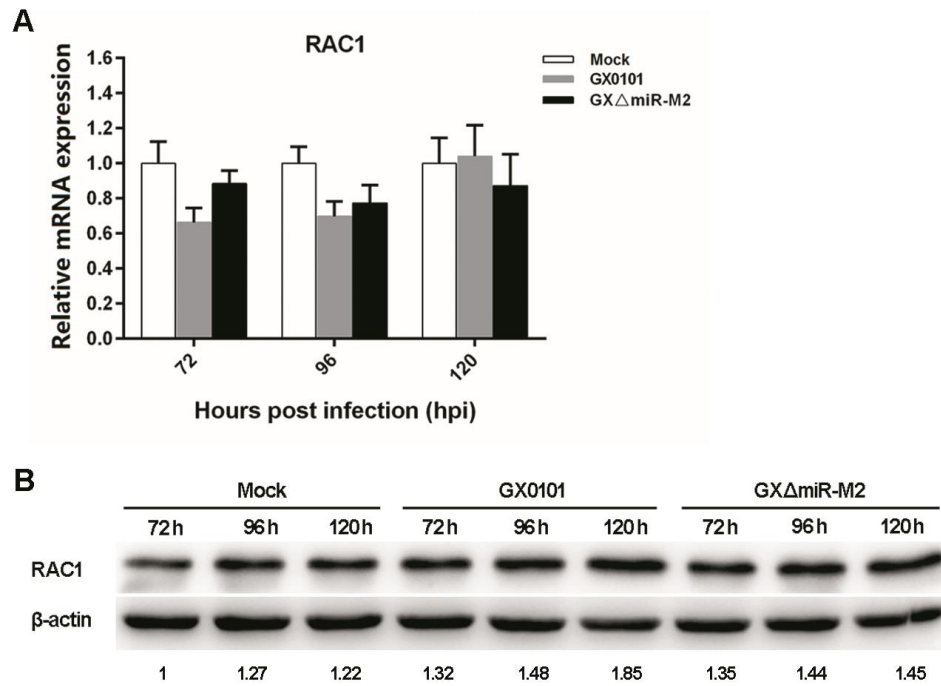 A
RAC1
Relative mRNA expression
1.6
1.4
1.2
1.0
0.8
0.6
0.4
0.2
0.0
Mock
GX0101
GX△miR-M2
72
96
120
Hours post infection (hpi)
B
Mock GX0101 GXΔmiR-M2
72 h 96 h 120 h 72 h 96 h 120 h 72 h 96 h 120 h
RAC1
β-actin
1 1.27 1.22 1.32 1.48 1.85 1.35 1.44 1.45